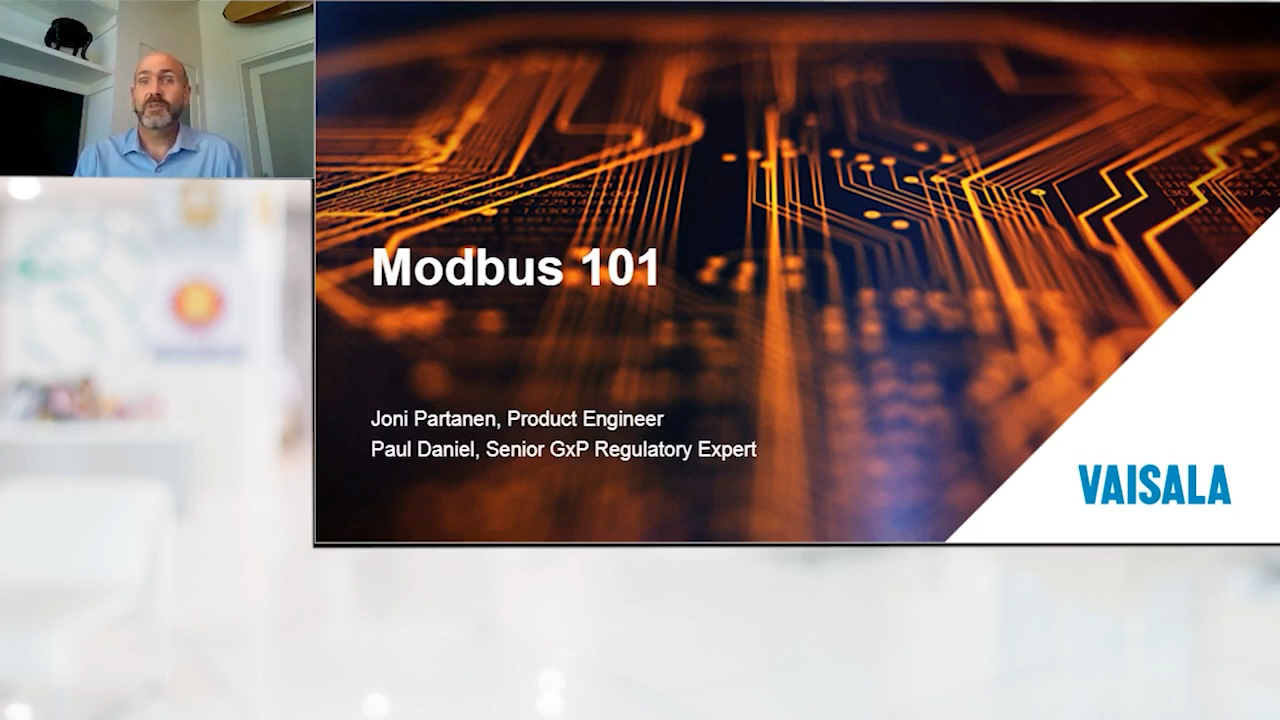 Modbus 101
Joni Partanen, Product Engineer
Paul Daniel, Senior GxP Regulatory Expert
VAISALA